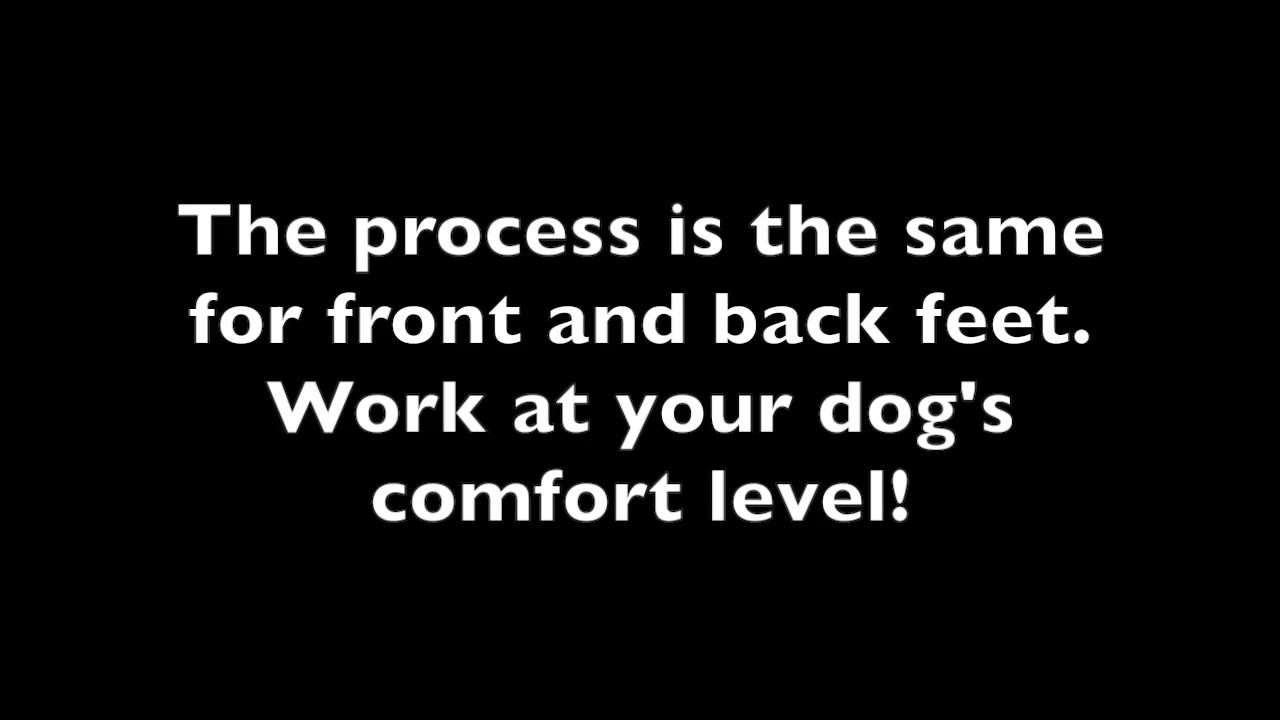 The process is the same
for front and back feet.
Work at your dog's
comfort level!